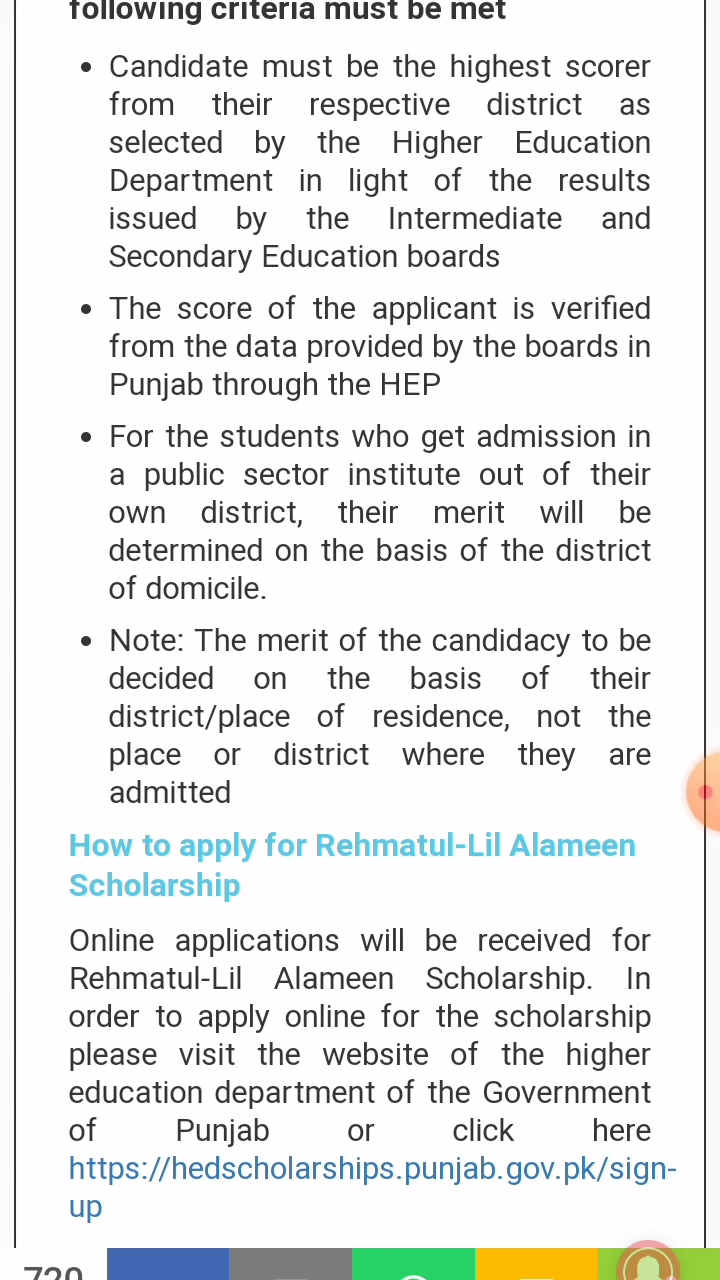 following criteria must be met
• Candidate must be the highest scorer
from their respective district as
selected by the Higher Education
Department in light of the results
issued by the Intermediate and
Secondary Education boards
• The score of the applicant is verified
from the data provided by the boards in
Punjab through the HEP
• For the students who get admission in
a public sector institute out of their
own district, their merit will be
determined on the basis of the district
of domicile.
• Note: The merit of the candidacy to be
decided on the basis of their
district/place of residence, not the
place or district where they are
admitted
How to apply for Rehmatul-Lil Alameen
Scholarship
Online applications will be received for
Rehmatul-Lil Alameen Scholarship. In
order to apply online for the scholarship
please visit the website of the higher
education department of the Government
of Punjab or click here
https://hedscholarships.punjab.gov.pk/sign-
up
720